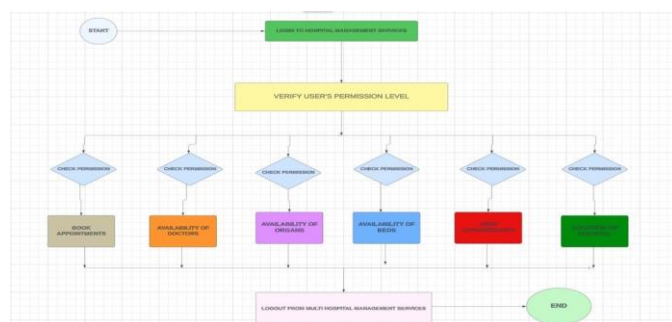 START
LOGIN TO HOSPITAL MANAGEMENT SERVICES
VERIFY USER'S PERMISSION LEVEL
CHECK PERMISSION
CHECK PERMISSION
CHECK PERMISSION
CHECK PERMISSION
CHECK PERMISSION
CHECK PERMISSION
BOOK
APPOINTMENTS
AVAILABILITY OF
DOCTORS
AVAILABILITY OF
ORGANS
AVAILABILITY OF
BEDS
LOGOUT FROM MULTI HOSPITAL MANAGEMENT SERVICES
END